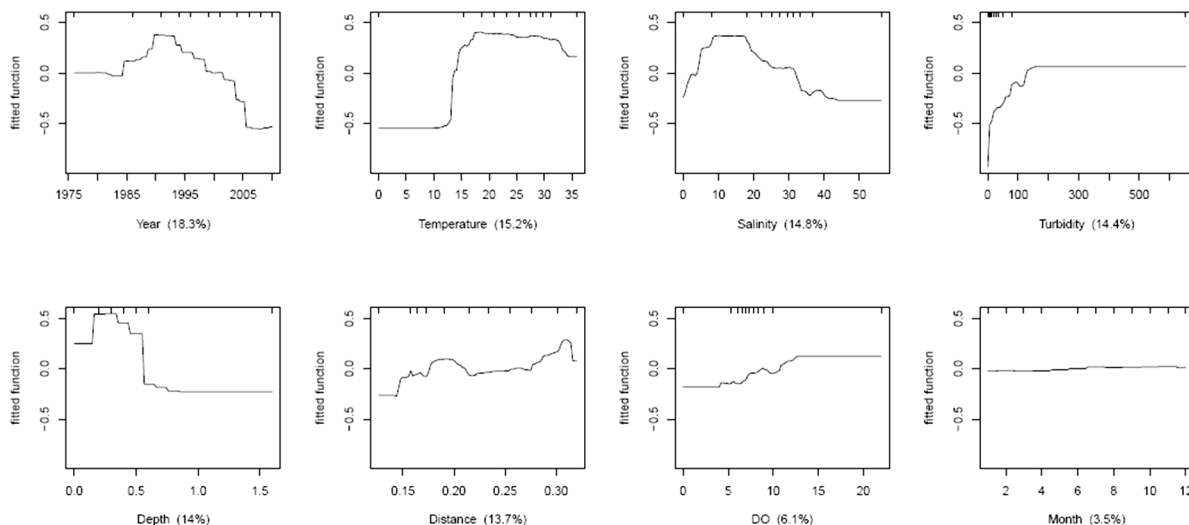 0.5
0.0
−0.5
fitted function
1975 1985 1995 2005
Year (18.3%)
0.5
0.0
−0.5
fitted function
0 5 10 15 20 25 30 35
Temperature (15.2%)
0.5
0.0
−0.5
fitted function
0 10 20 30 40 50
Salinity (14.8%)
0.5
0.0
−0.5
fitted function
0 100 300 500
Turbidity (14.4%)
0.5
0.0
−0.5
fitted function
0.0 0.5 1.0 1.5
Depth (14%)
0.5
0.0
−0.5
fitted function
0.15 0.20 0.25 0.30
Distance (13.7%)
0.5
0.0
−0.5
fitted function
0 5 10 15 20
DO (6.1%)
0.5
0.0
−0.5
fitted function
2 4 6 8 10 12
Month (3.5%)